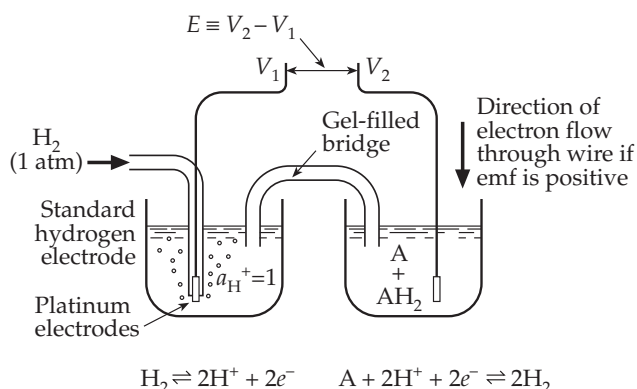 E ≡ V₂ – V₁
V₁
V₂
H₂
(1 atm)
Gel-filled
bridge
Direction of
electron flow
through wire if
emf is positive
Standard
hydrogen
electrode
a_H⁺=1
A
+
AH₂
Platinum
electrodes
H₂ ⇌ 2H⁺ + 2e⁻
A + 2H⁺ + 2e⁻ ⇌ 2H₂